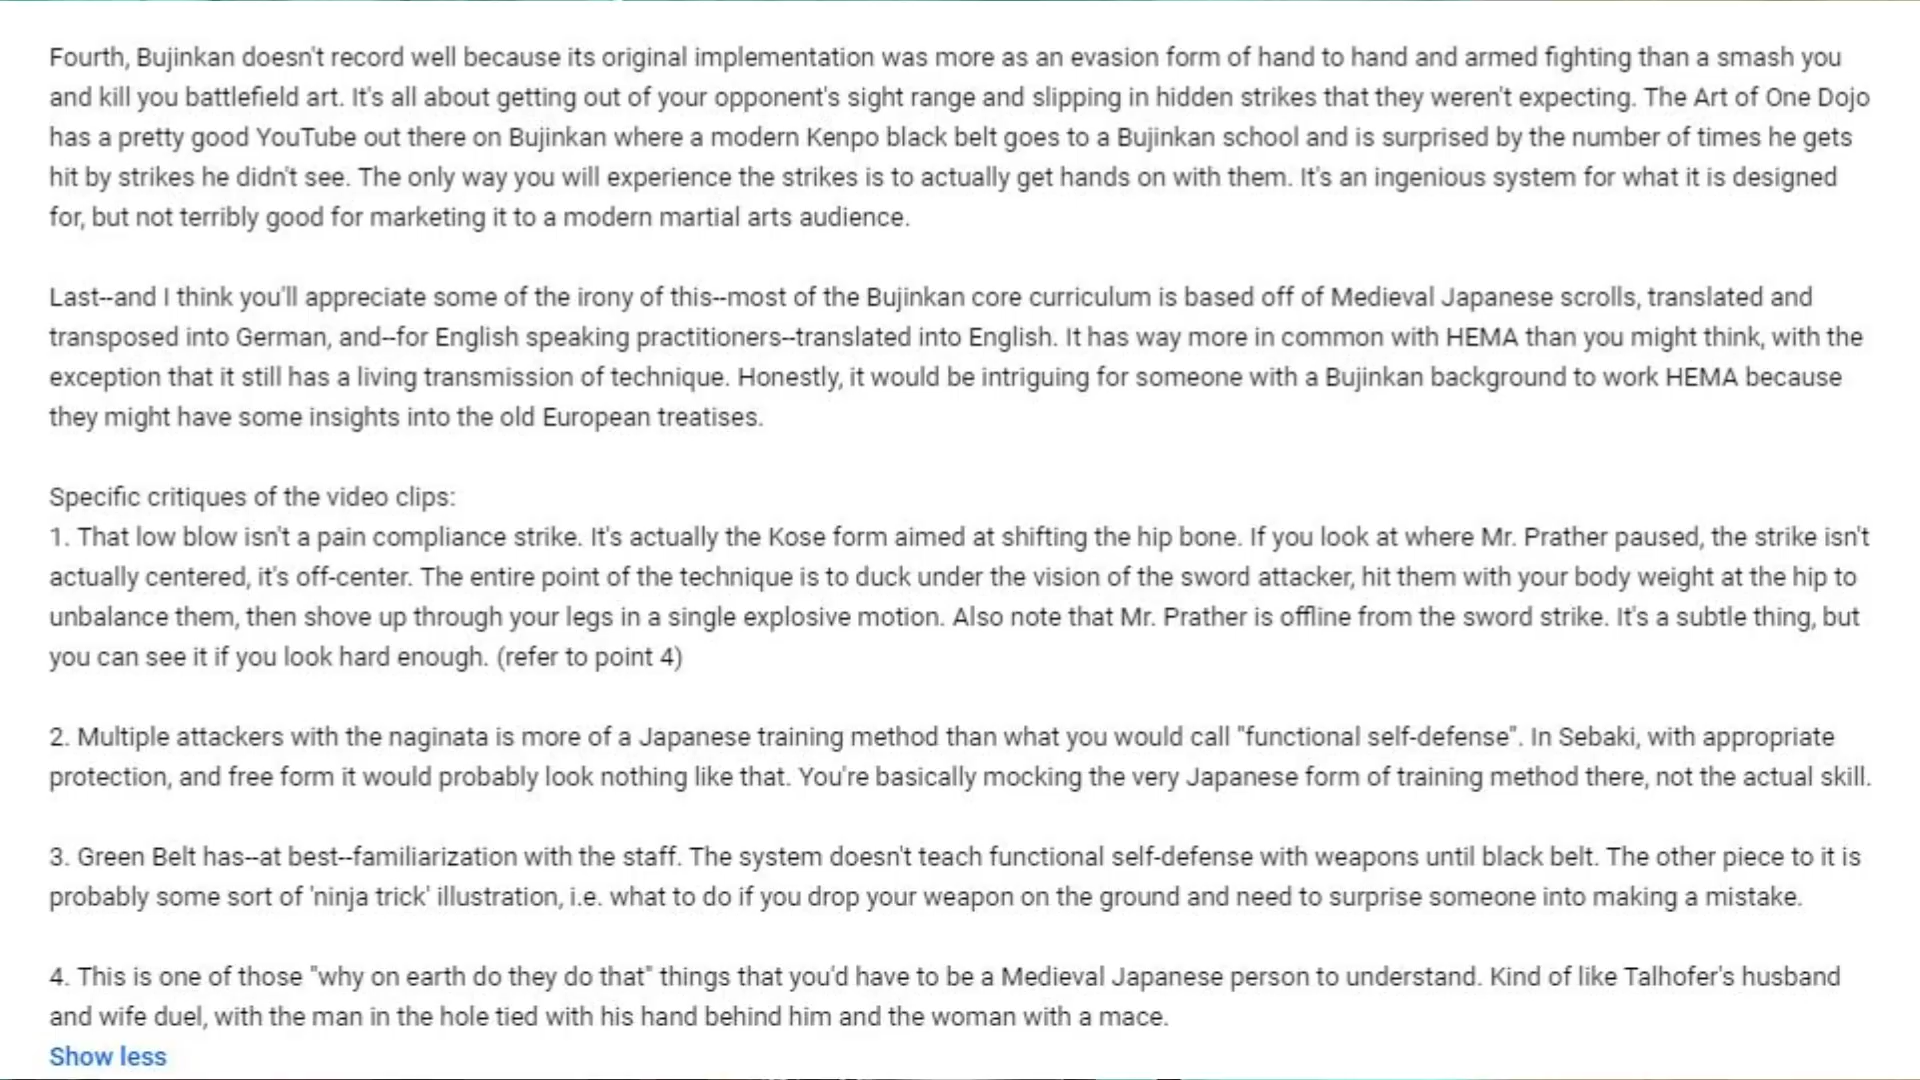 Fourth, Bujinkan doesn't record well because its original implementation was more as an evasion form of hand to hand and armed fighting than a smash you
and kill you battlefield art. It's all about getting out of your opponent's sight range and slipping in hidden strikes that they weren't expecting. The Art of One Dojo
has a pretty good YouTube out there on Bujinkan where a modern Kenpo black belt goes to a Bujinkan school and is surprised by the number of times he gets
hit by strikes he didn't see. The only way you will experience the strikes is to actually get hands on with them. It's an ingenious system for what it is designed
for, but not terribly good for marketing it to a modern martial arts audience.
Last--and I think you'll appreciate some of the irony of this--most of the Bujinkan core curriculum is based off of Medieval Japanese scrolls, translated and
transposed into German, and--for English speaking practitioners--translated into English. It has way more in common with HEMA than you might think, with the
exception that it still has a living transmission of technique. Honestly, it would be intriguing for someone with a Bujinkan background to work HEMA because
they might have some insights into the old European treatises.
Specific critiques of the video clips:
1. That low blow isn't a pain compliance strike. It's actually the Kose form aimed at shifting the hip bone. If you look at where Mr. Prather paused, the strike isn't
actually centered, it's off-center. The entire point of the technique is to duck under the vision of the sword attacker, hit them with your body weight at the hip to
unbalance them, then shove up through your legs in a single explosive motion. Also note that Mr. Prather is offline from the sword strike. It's a subtle thing, but
you can see it if you look hard enough. (refer to point 4)
2. Multiple attackers with the naginata is more of a Japanese training method than what you would call "functional self-defense". In Sebaki, with appropriate
protection, and free form it would probably look nothing like that. You're basically mocking the very Japanese form of training method there, not the actual skill.
3. Green Belt has--at best--familiarization with the staff. The system doesn't teach functional self-defense with weapons until black belt. The other piece to it is
probably some sort of 'ninja trick' illustration, i.e. what to do if you drop your weapon on the ground and need to surprise someone into making a mistake.
4. This is one of those "why on earth do they do that" things that you'd have to be a Medieval Japanese person to understand. Kind of like Talhofer's husband
and wife duel, with the man in the hole tied with his hand behind him and the woman with a mace.
Show less